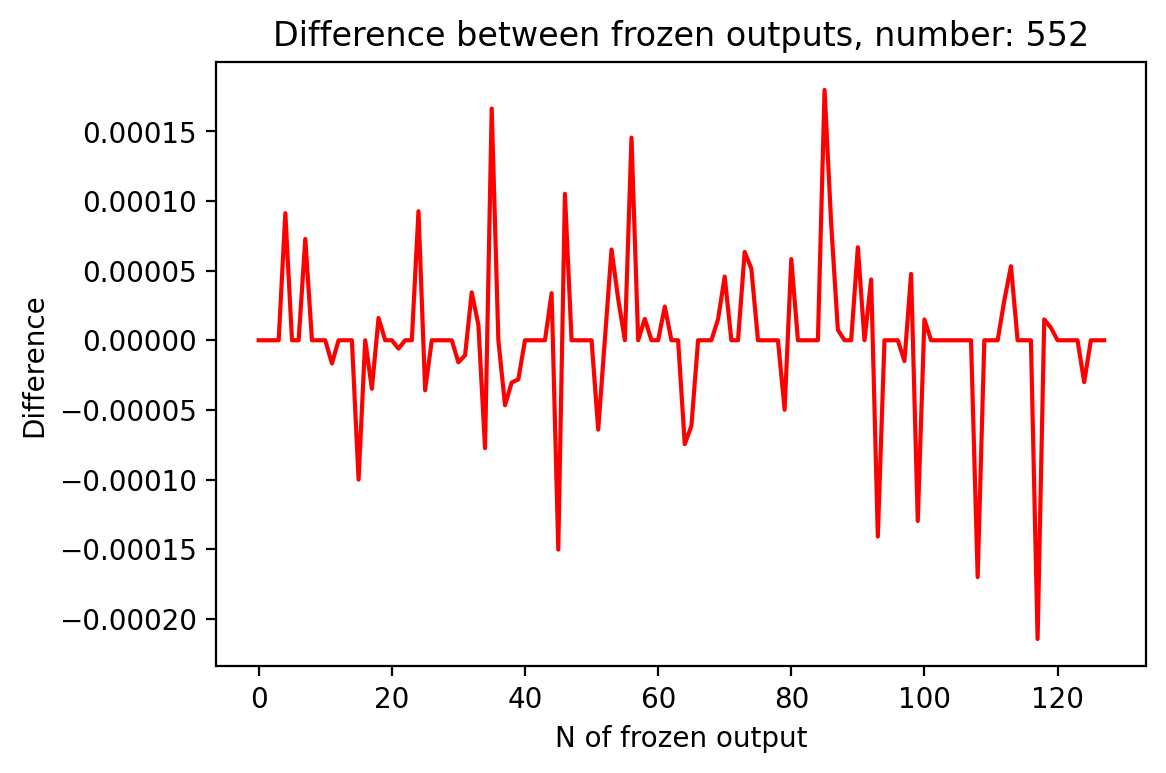 Difference between frozen outputs, number: 552
0.00015
0.00010
0.00005
0.00000
−0.00005
−0.00010
−0.00015
−0.00020
Difference
0 20 40 60 80 100 120
N of frozen output